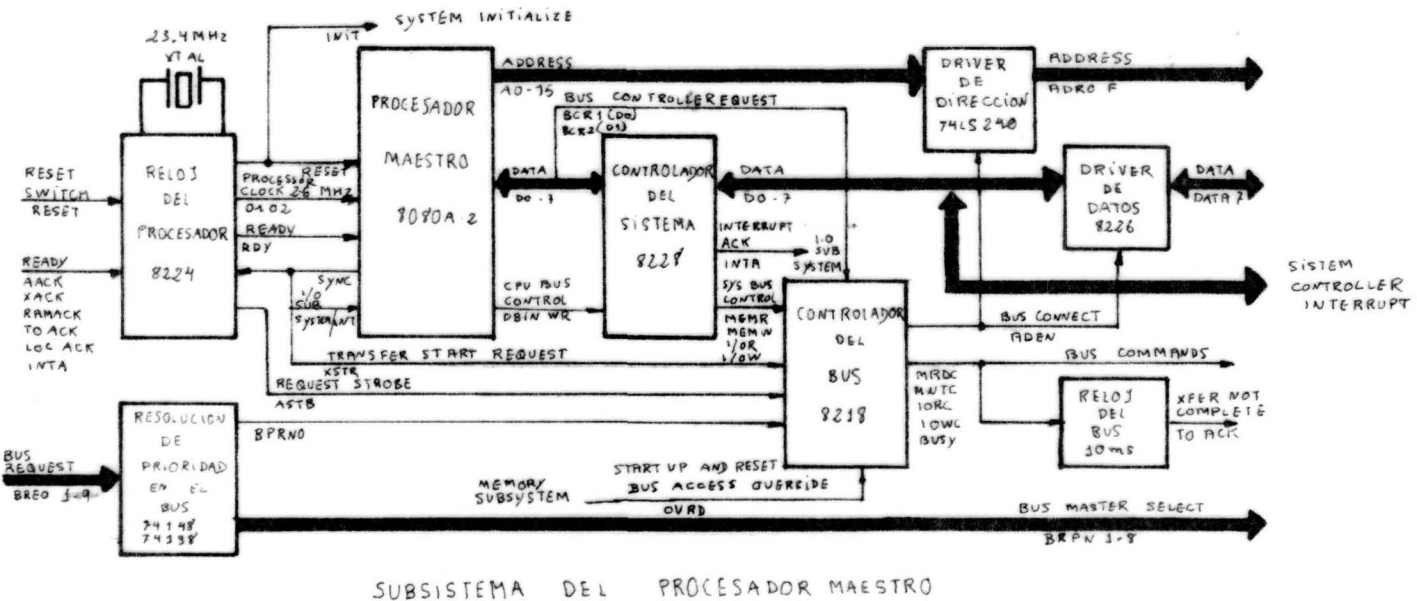 SYSTEM INITIALIZE
INIT
23.4MHz
XTAL
RESET
SWITCH
RESET
READY
AACK
XACK
RAMACK
TO ACK
LOC ACK
INTA
RELOJ
DEL
PROCESADOR
8224
RESET
PROCESSOR
CLOCK 2.6 MHz
0102
READY
RDY
SYNC
I/O
SUB
SYSTEM/INT
PROCESADOR
MAESTRO
8080A-2
ADDRESS
A0-15
BUS CONTROLLER REQUEST
BCR1 (D0)
BCR2 (D1)
DATA
D0-7
CONTROLADOR
DEL
SISTEMA
8228
CPU BUS
CONTROL
DBIN WR
DATA
D0-7
INTERRUPT
ACK
INTA
I.O
SUB
SYSTEM
SYS BUS
CONTROL
MEMR
MEMW
I/OR
I/OW
DRIVER
DE
DIRECCION
74LS240
ADDRESS
ADR0 F
DRIVER
DE
DATOS
8226
DATA
DATA 7
SISTEM
CONTROLLER
INTERRUPT
CONTROLADOR
DEL
BUS
8218
BUS CONNECT
ADEN
BUS COMMANDS
MRDC
MWTC
IORC
IOWC
BUSY
RELOJ
DEL
BUS
10ms
XFER NOT
COMPLETE
TO ACK
TRANSFER START REQUEST
XSTR
REQUEST STROBE
ASTB
BPRNO
RESOLUCION
DE
PRIORIDAD
EN EL
BUS
74148
74138
BUS
REQUEST
BREQ 1-9
MEMORY
SUBSYSTEM
START UP AND RESET
BUS ACCESS OVERRIDE
OVRD
BUS MASTER SELECT
BRPN 1-8
SUBSISTEMA DEL PROCESADOR MAESTRO